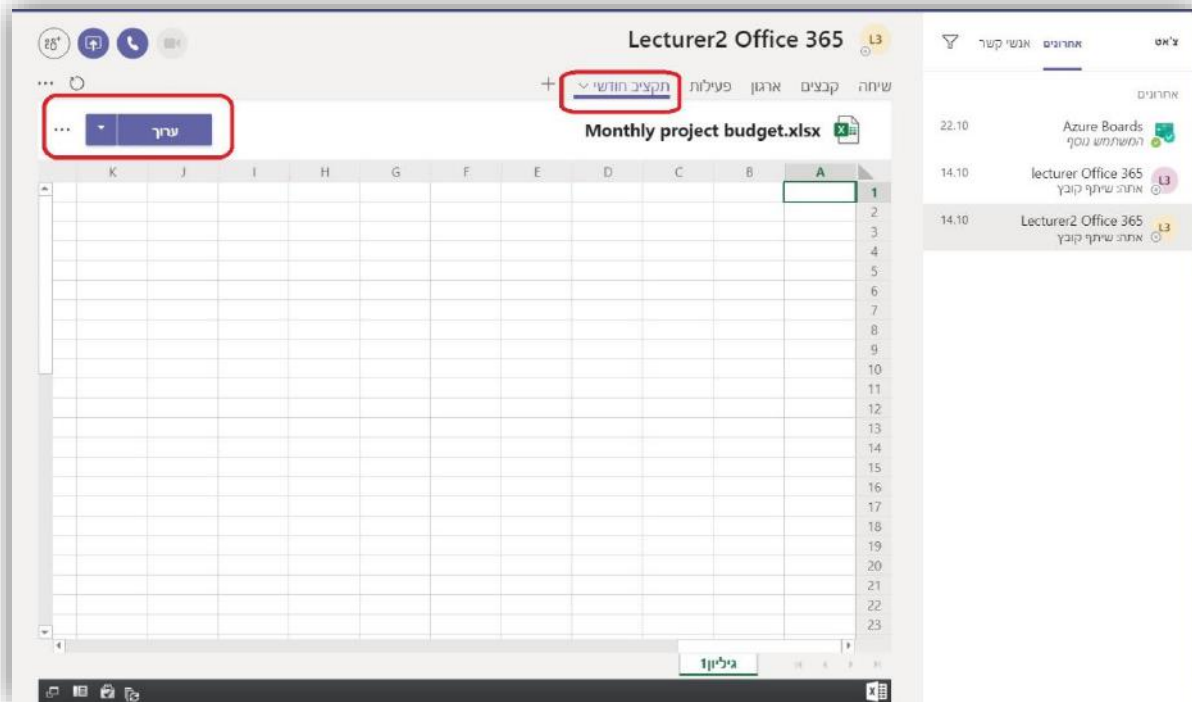 צ'אט אחרונים אנשי קשר
אחרונים
Azure Boards 22.10
המשתמש נוסף
lecturer Office 365 14.10
אתה: שיתף קובץ
L3
Lecturer2 Office 365 14.10
אתה: שיתף קובץ
L3
L3 Lecturer2 Office 365
שיחה קבצים ארגון פעילות תקציב חודשי +
Monthly project budget.xlsx
ערוך
A B C D E F G H I J K
1
2
3
4
5
6
7
8
9
10
11
12
13
14
15
16
17
18
19
20
21
22
23
גיליון1